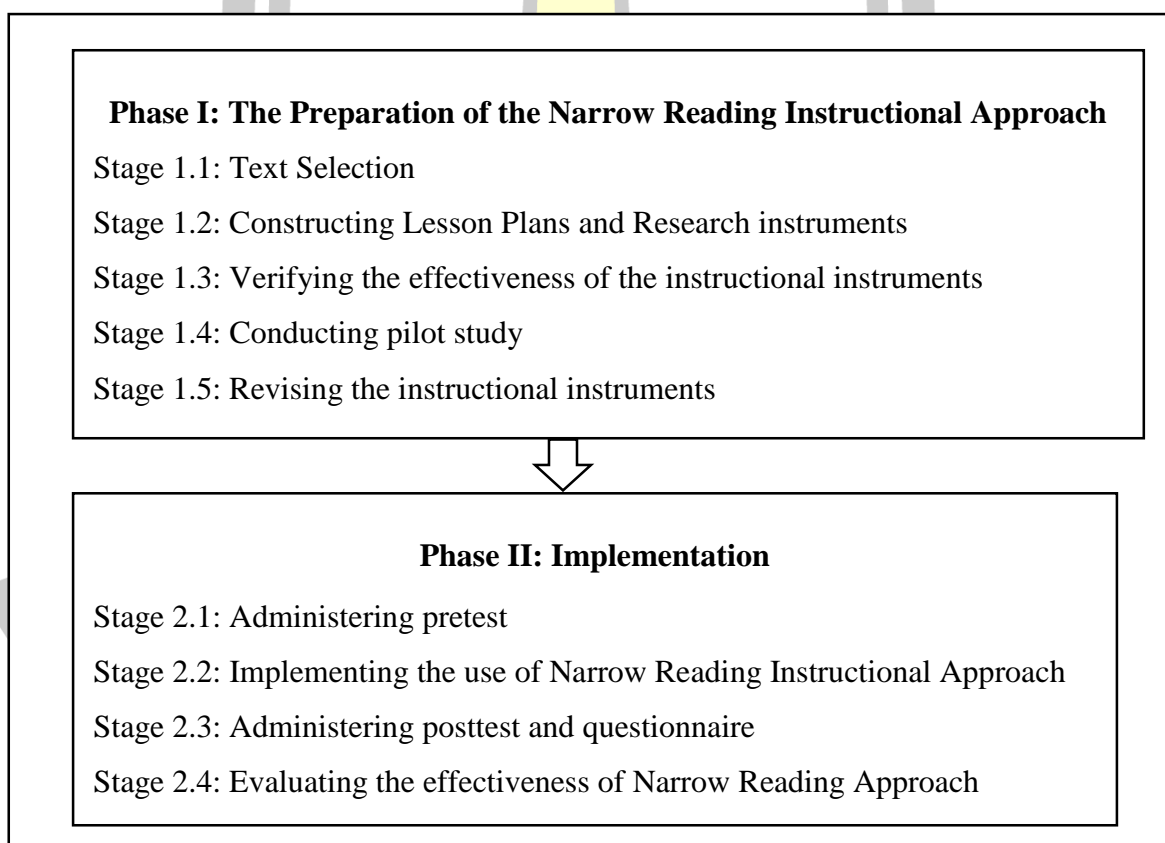 Phase I: The Preparation of the Narrow Reading Instructional Approach
Stage 1.1: Text Selection
Stage 1.2: Constructing Lesson Plans and Research instruments
Stage 1.3: Verifying the effectiveness of the instructional instruments
Stage 1.4: Conducting pilot study
Stage 1.5: Revising the instructional instruments
Phase II: Implementation
Stage 2.1: Administering pretest
Stage 2.2: Implementing the use of Narrow Reading Instructional Approach
Stage 2.3: Administering posttest and questionnaire
Stage 2.4: Evaluating the effectiveness of Narrow Reading Approach